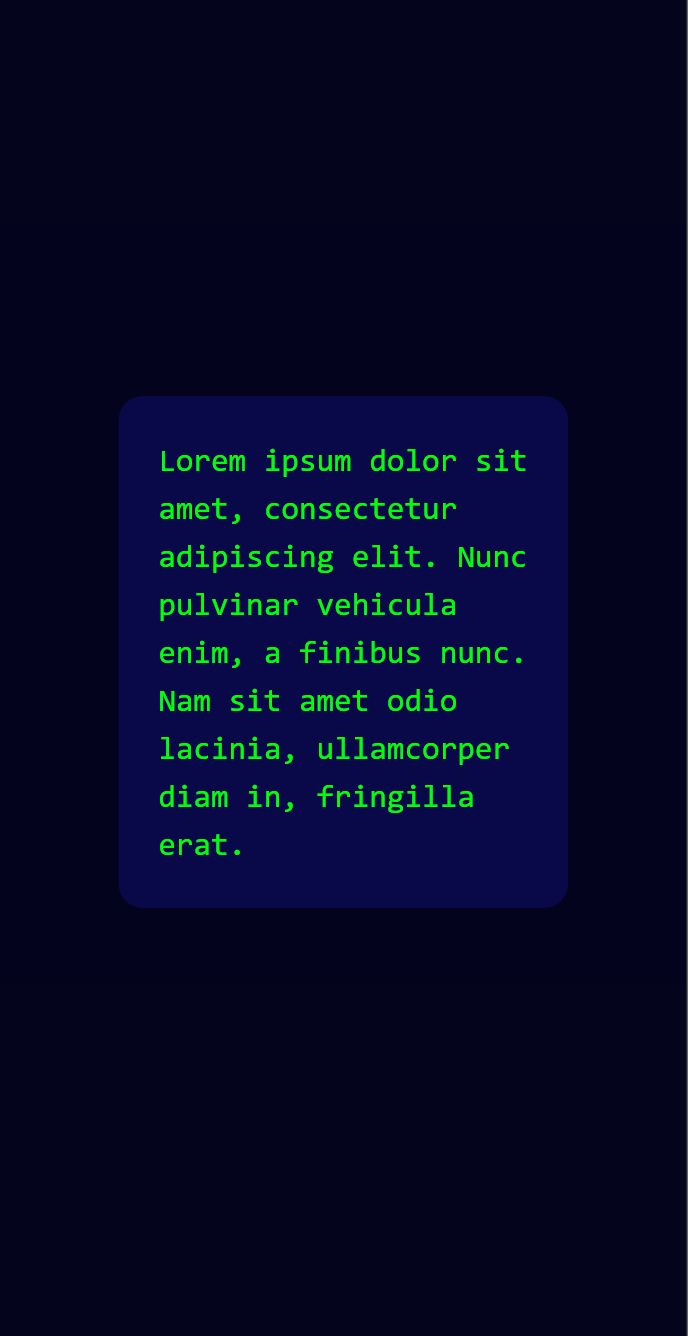 Lorem ipsum dolor sit
amet, consectetur
adipiscing elit. Nunc
pulvinar vehicula
enim, a finibus nunc.
Nam sit amet odio
lacinia, ullamcorper
diam in, fringilla
erat.